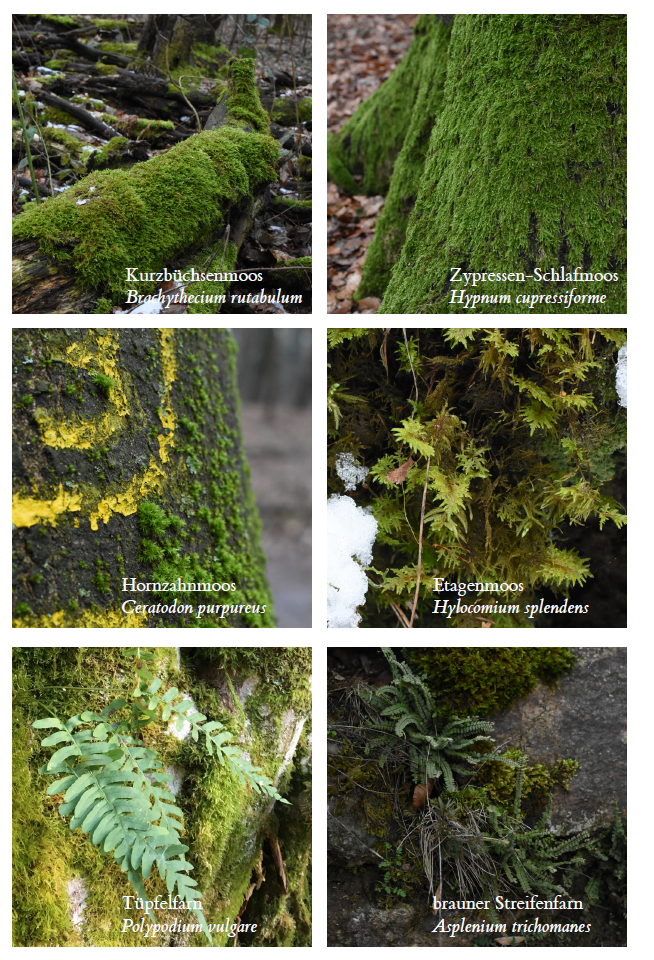 Kurzbüchsenmoos
Brachythecium rutabulum
Zypressen-Schlafmoos
Hypnum cupressiforme
Hornzahnmoos
Ceratodon purpureus
Etagenmoos
Hylocomium splendens
Tüpfelfarn
Polypodium vulgare
brauner Streifenfarn
Asplenium trichomanes